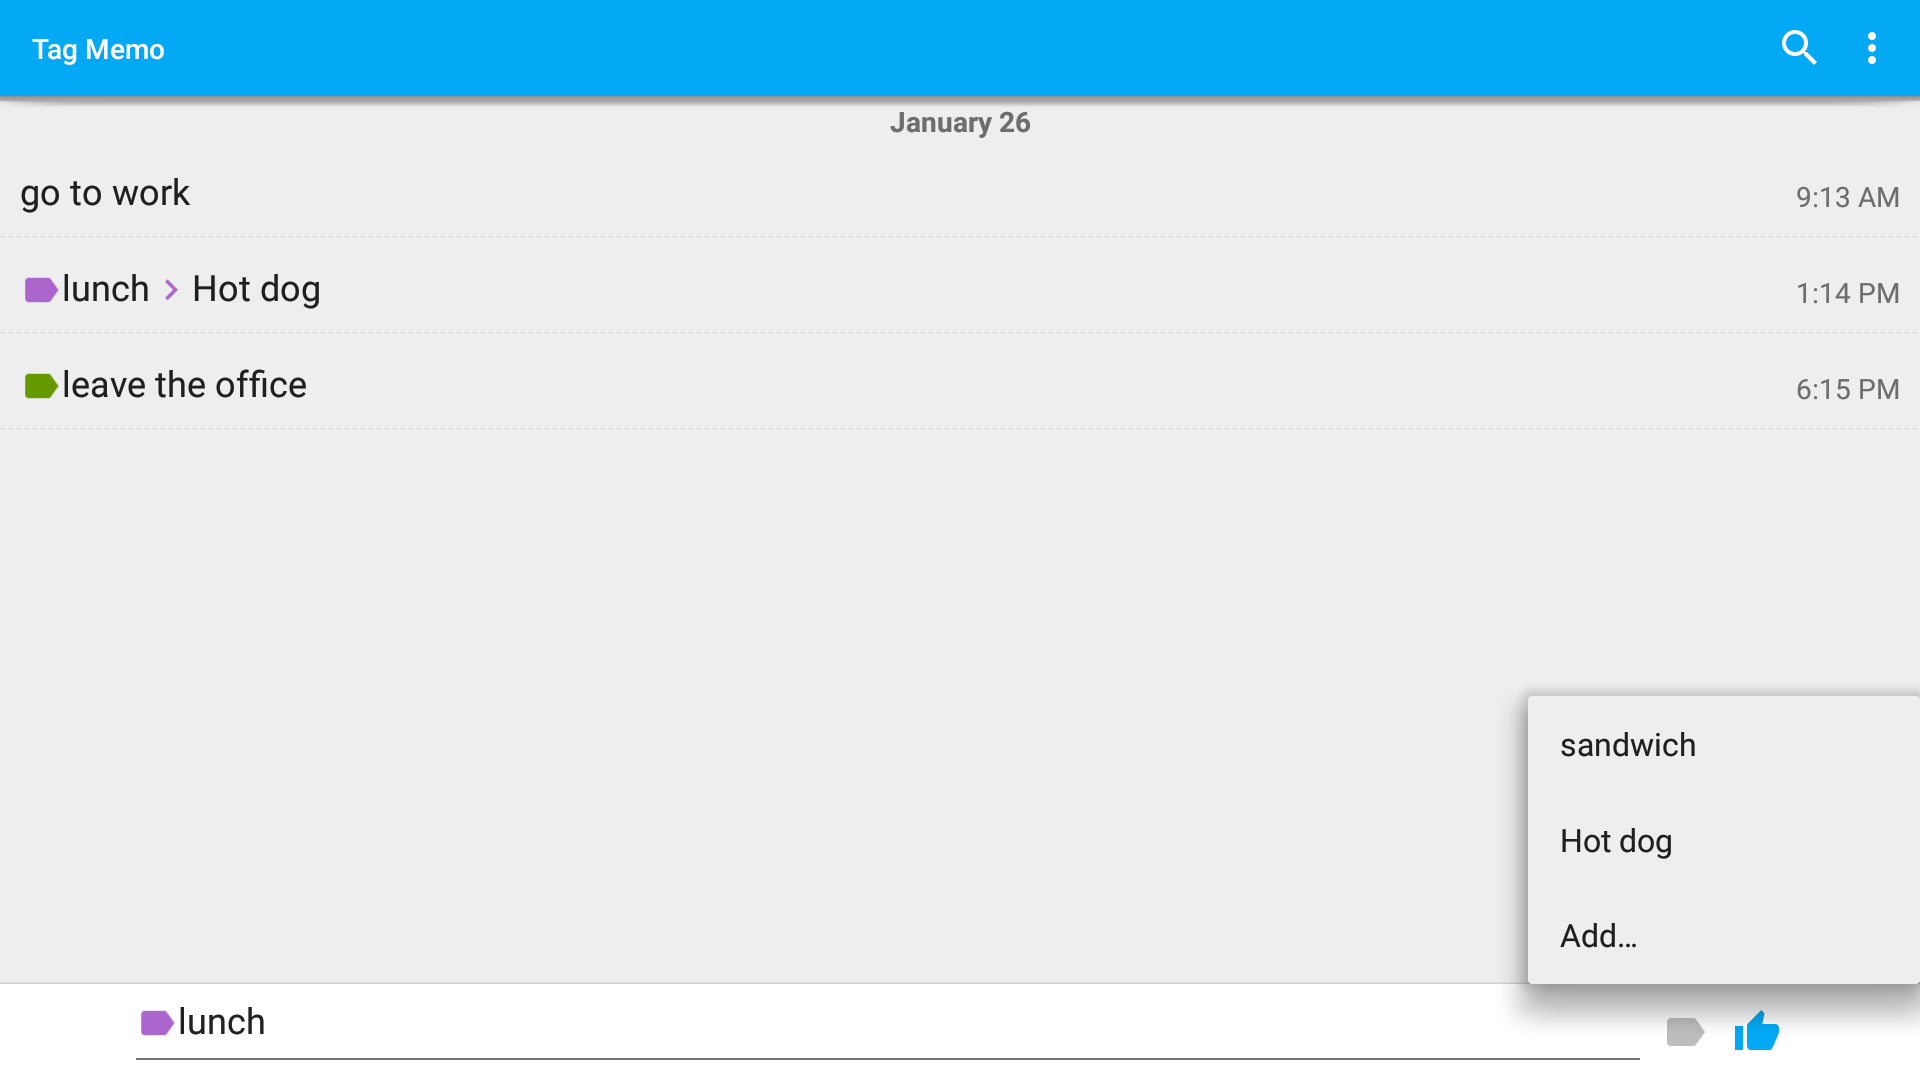 Tag Memo
January 26
go to work
9:13 AM
lunch > Hot dog
1:14 PM
leave the office
6:15 PM
sandwich
Hot dog
Add...
lunch